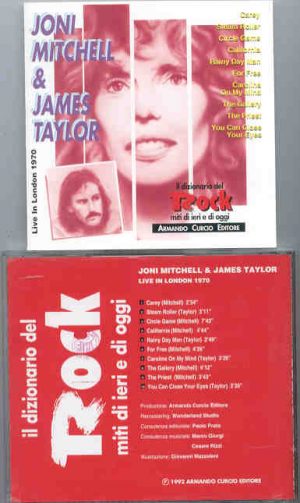 JONI
MITCHELL
&
JAMES
TAYLOR
Live In London 1970
Carey
Steam Roller
Circle Game
California
Rainy Day Man
For Free
Carolina
On My Mind
The Gallery
The Priest
You Can Close
Your Eyes
il dizionario del
Rock
miti di ieri e di oggi
ARMANDO CURCIO EDITORE
il dizionario del
Rock
miti di ieri e di oggi
JONI MITCHELL & JAMES TAYLOR
LIVE IN LONDON 1970
Carey (Mitchell) 2'54"
Steam Roller (Taylor) 3'11"
Circle Game (Mitchell) 7'43"
California (Mitchell) 4'44"
Rainy Day Man (Taylor) 2'49"
For Free (Mitchell) 4'26"
Carolina On My Mind (Taylor) 3'28"
The Gallery (Mitchell) 4'12"
The Priest (Mitchell) 3'43"
You Can Close Your Eyes (Taylor) 3'36"
Produzione: Armando Curcio Editore
Remastering: Wonderland Studio
Consulenza editoriale: Paolo Prato
Consulenza musicale: Marco Giorgi
Cesare Rizzi
Illustrazioni: Giovanni Mazzoleni
℗ 1992 ARMANDO CURCIO EDITORE